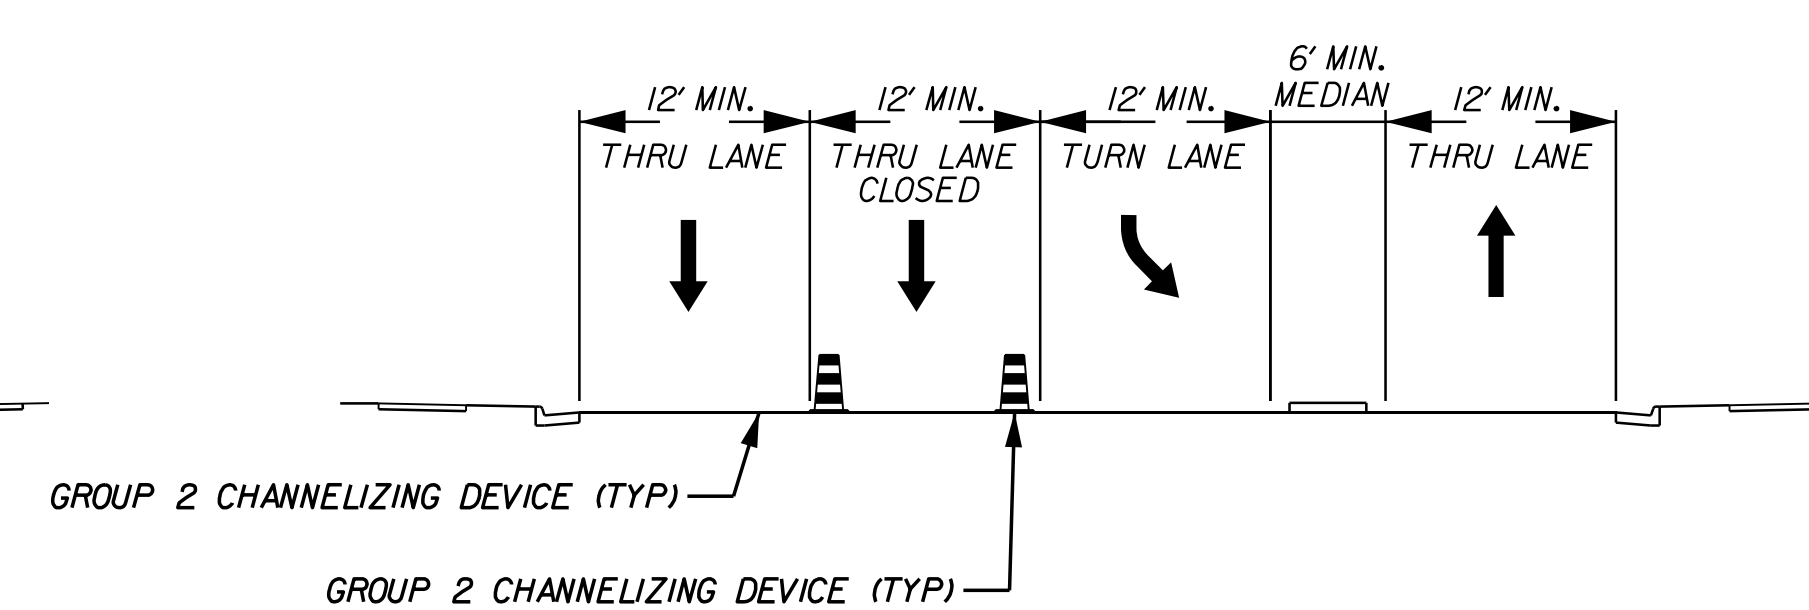 6' MIN.
MEDIAN
12' MIN.
12' MIN.
12' MIN.
12' MIN.
THRU LANE
THRU LANE
CLOSED
TURN LANE
THRU LANE
GROUP 2 CHANNELIZING DEVICE (TYP)
GROUP 2 CHANNELIZING DEVICE (TYP)